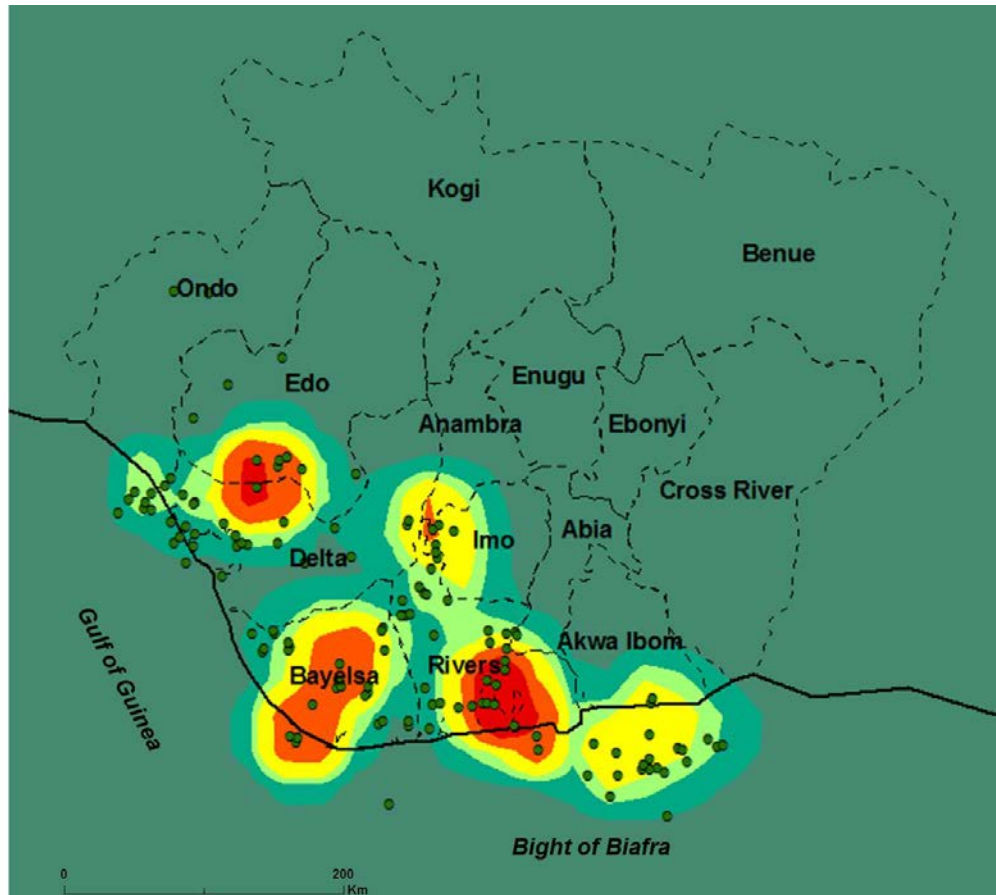 Kogi
Benue
Ondo
Edo
Enugu
Anambra
Ebonyi
Cross River
Imo
Abia
Delta
Akwa Ibom
Rivers
Bayelsa
Gulf of Guinea
Bight of Biafra
0
200
Km